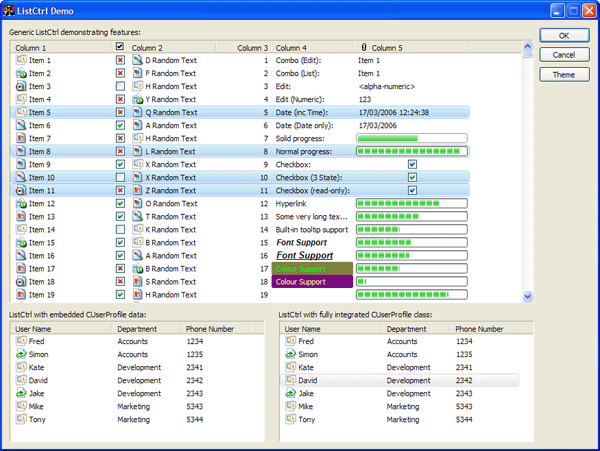 ListCtrl Demo
Generic ListCtrl demonstrating features:
OK
Column 1 Column 2 Column 3 Column 4 Column 5
Cancel
Item 1 D Random Text 1 Combo (Edit): Item 1
Item 2 F Random Text 2 Combo (List): Item 1
Theme
Item 3 H Random Text 3 Edit: <alpha-numeric>
Item 4 Y Random Text 4 Edit (Numeric): 123
Item 5 Q Random Text 5 Date (inc Time): 17/03/2006 12:24:38
Item 6 A Random Text 6 Date (Date only): 17/03/2006
Item 7 H Random Text 7 Solid progress:
Item 8 L Random Text 8 Normal progress:
Item 9 X Random Text 9 Checkbox:
Item 10 X Random Text 10 Checkbox (3 State):
Item 11 Z Random Text 11 Checkbox (read-only):
Item 12 O Random Text 12 Hyperlink
Item 13 T Random Text 13 Some very long tex...
Item 14 K Random Text 14 Built-in tooltip support
Item 15 B Random Text 15 Font Support
Item 16 A Random Text 16 Font Support
Item 17 B Random Text 17 Colour Support
Item 18 S Random Text 18 Colour Support
Item 19 H Random Text 19
ListCtrl with embedded CUserProfile data: ListCtrl with fully integrated CUserProfile class:
User Name Department Phone Number User Name Department Phone Number
Fred Accounts 1234 Fred Accounts 1234
Simon Accounts 1235 Simon Accounts 1235
Kate Development 2341 Kate Development 2341
David Development 2342 David Development 2342
Jake Development 5343 Jake Development 2343
Mike Marketing 5343 Mike Marketing 5343
Tony Marketing 5344 Tony Marketing 5344